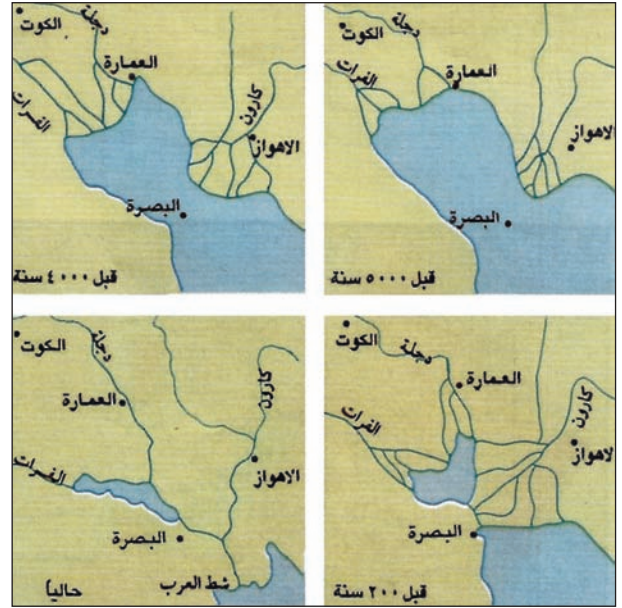 الكوت
دجلة
العمارة
الفرات
كارون
الاهواز
البصرة
قبل ٥٠٠٠ سنة
الكوت
دجلة
العمارة
الفرات
كارون
الاهواز
البصرة
قبل ٤٠٠٠ سنة
الكوت
دجلة
العمارة
كارون
الفرات
لاهواز
البصرة
قبل ٢٠٠ سنة
الكوت
دجلة
كارون
العمارة
الفرات
الاهواز
البصرة
شط العرب
حالياً